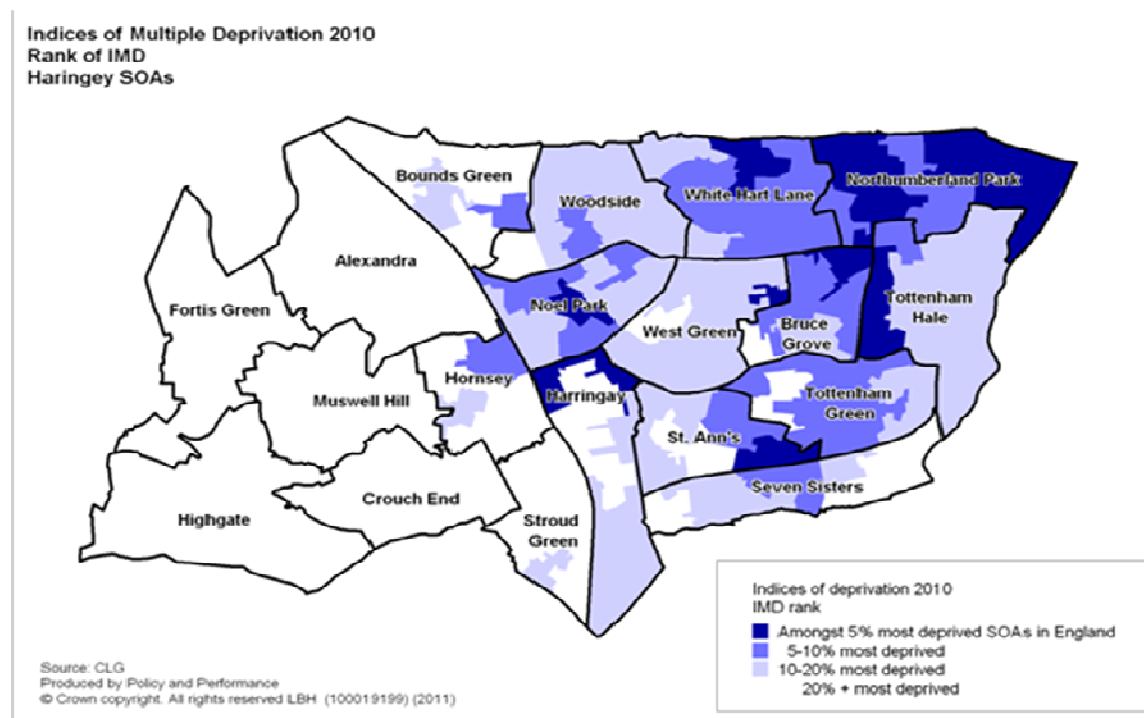 Indices of Multiple Deprivation 2010
Rank of IMD
Haringey SOAs
Bounds Green
Woodside
White Hart Lane
Northumberland Park
Alexandra
Fortis Green
Noel Park
West Green
Bruce
Grove
Tottenham
Hale
Hornsey
Muswell Hill
Harringay
Tottenham
Green
St. Ann's
Seven Sisters
Crouch End
Highgate
Stroud
Green
Indices of deprivation 2010
IMD rank
Amongst 5% most deprived SOAs in England
5-10% most deprived
10-20% most deprived
20% + most deprived
Source: CLG
Produced by Policy and Performance
© Crown copyright. All rights reserved LBH (100019199) (2011)